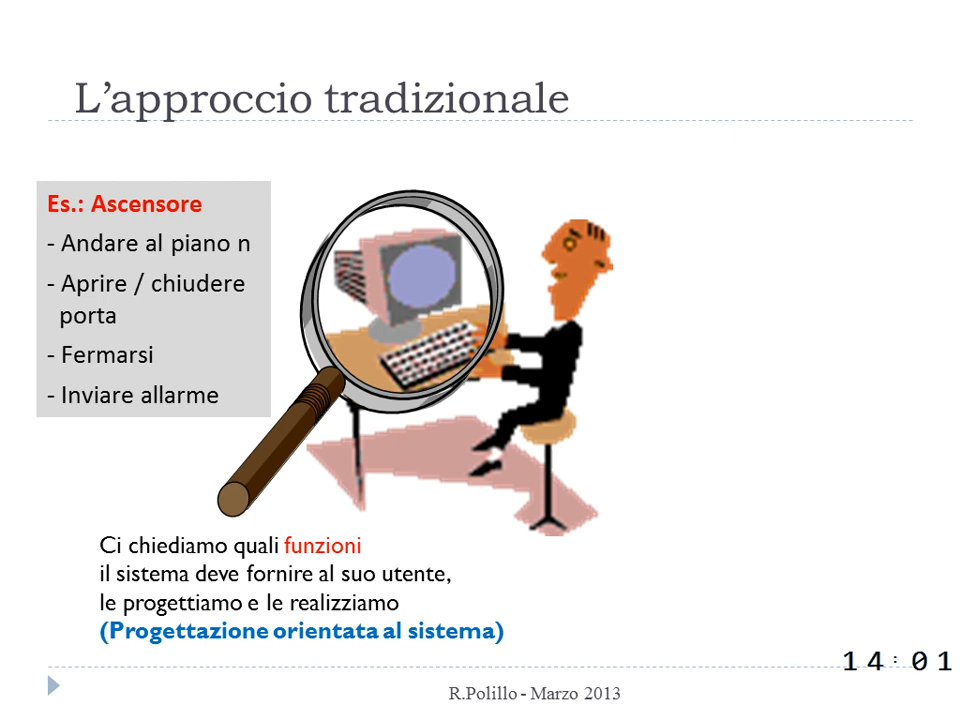 L’approccio tradizionale
Es.: Ascensore
- Andare al piano n
- Aprire / chiudere
porta
- Fermarsi
- Inviare allarme
Ci chiediamo quali funzioni
il sistema deve fornire al suo utente,
le progettiamo e le realizziamo
(Progettazione orientata al sistema)
14:01
R.Polillo - Marzo 2013